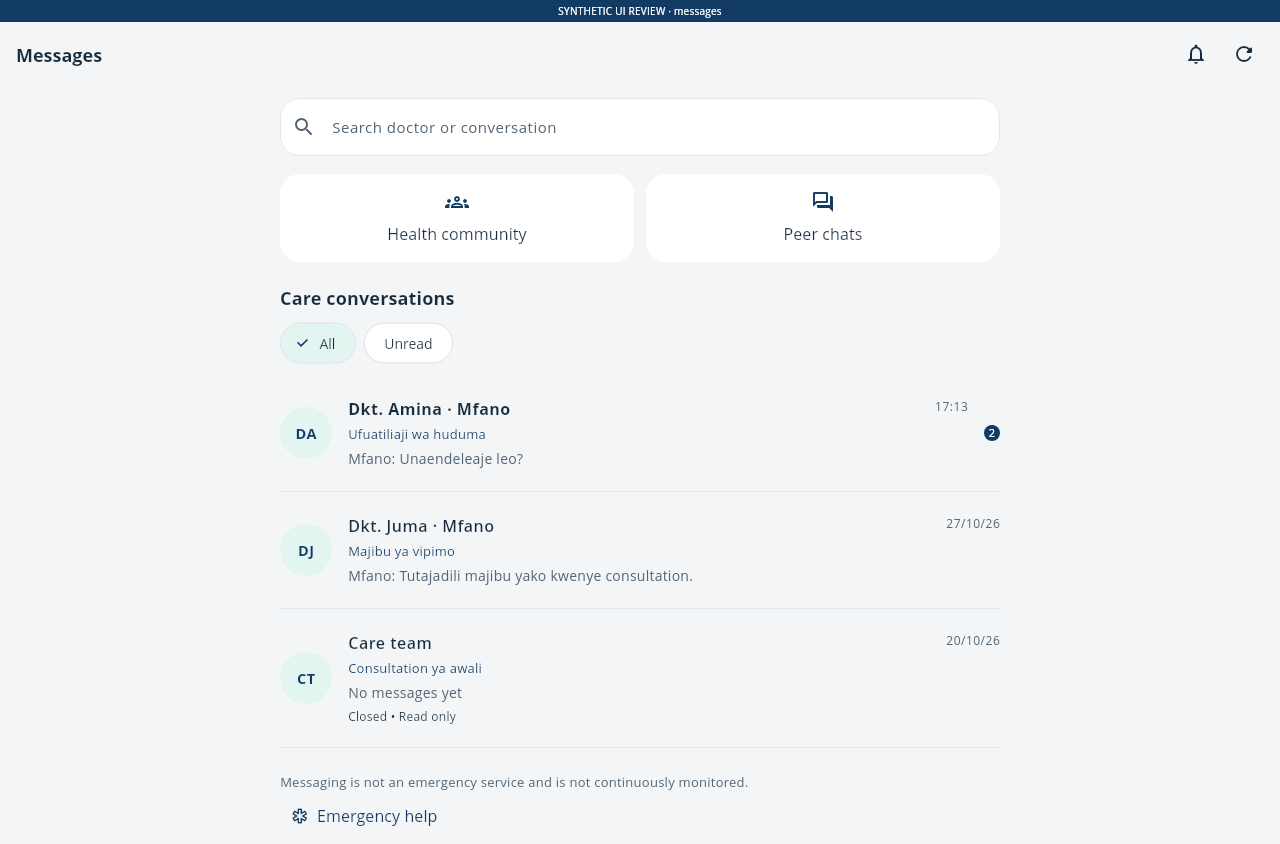 SYNTHETIC UI REVIEW · messages
Messages
Search doctor or conversation
Health community
Peer chats
Care conversations
All
Unread
DA
Dkt. Amina · Mfano
17:13
Ufuatiliaji wa huduma
2
Mfano: Unaendeleaje leo?
DJ
Dkt. Juma · Mfano
27/10/26
Majibu ya vipimo
Mfano: Tutajadili majibu yako kwenye consultation.
CT
Care team
20/10/26
Consultation ya awali
No messages yet
Closed • Read only
Messaging is not an emergency service and is not continuously monitored.
Emergency help